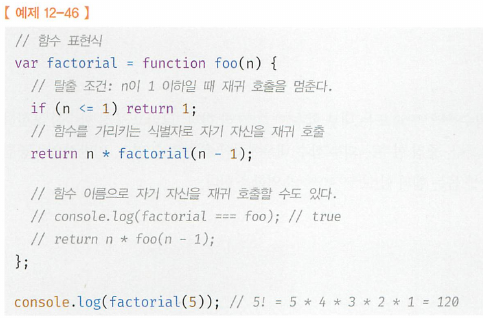 [ 예제 12-46 ]
// 함수 표현식
var factorial = function foo(n) {
  // 탈출 조건: n이 1 이하일 때 재귀 호출을 멈춘다.
  if (n <= 1) return 1;
  // 함수를 가리키는 식별자로 자기 자신을 재귀 호출
  return n * factorial(n - 1);

  // 함수 이름으로 자기 자신을 재귀 호출할 수도 있다.
  // console.log(factorial === foo); // true
  // return n * foo(n - 1);
};

console.log(factorial(5)); // 5! = 5 * 4 * 3 * 2 * 1 = 120